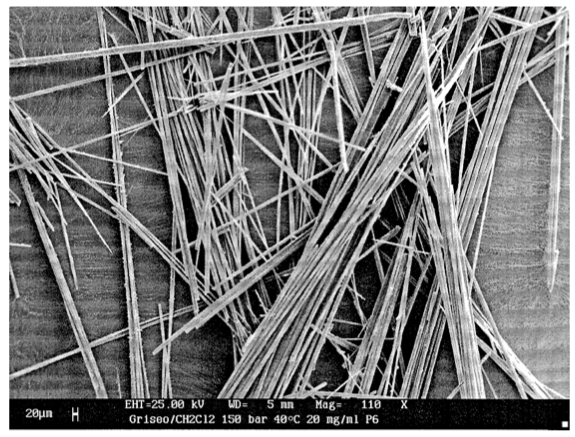 20µm EHT=25.00 kV WD= 5 mm Mag= 110 X
Griseo/CH2Cl2 150 bar 40°C 20 mg/ml P6